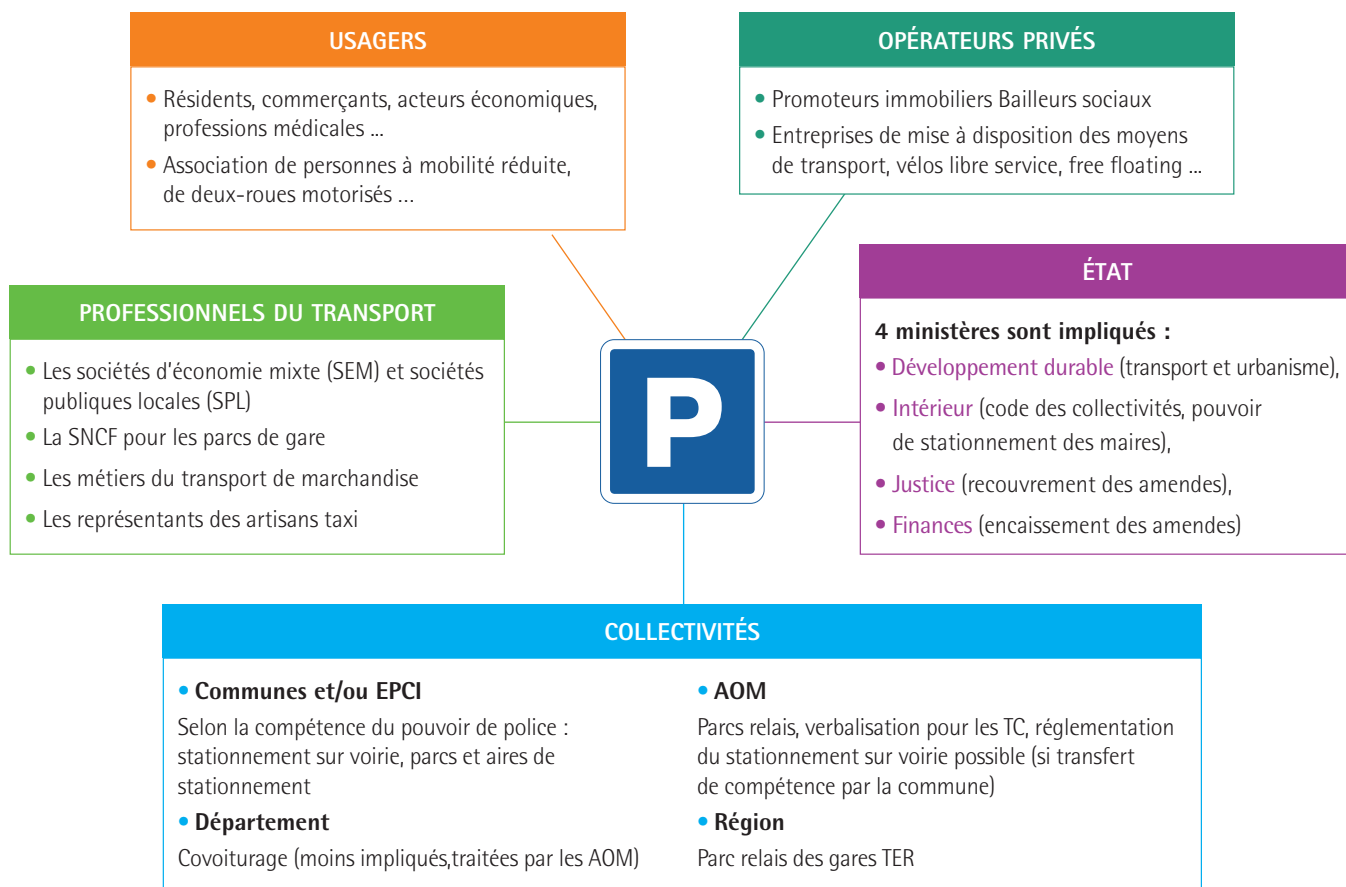 USAGERS
• Résidents, commerçants, acteurs économiques,
professions médicales ...
• Association de personnes à mobilité réduite,
de deux-roues motorisés ...
OPÉRATEURS PRIVÉS
• Promoteurs immobiliers Bailleurs sociaux
• Entreprises de mise à disposition des moyens
de transport, vélos libre service, free floating ...
PROFESSIONNELS DU TRANSPORT
• Les sociétés d'économie mixte (SEM) et sociétés
publiques locales (SPL)
• La SNCF pour les parcs de gare
• Les métiers du transport de marchandise
• Les représentants des artisans taxi
P
ÉTAT
4 ministères sont impliqués :
• Développement durable (transport et urbanisme),
• Intérieur (code des collectivités, pouvoir
de stationnement des maires),
• Justice (recouvrement des amendes),
• Finances (encaissement des amendes)
COLLECTIVITÉS
• Communes et/ou EPCI
Selon la compétence du pouvoir de police :
stationnement sur voirie, parcs et aires de
stationnement
• Département
Covoiturage (moins impliqués,traitées par les AOM)
• AOM
Parcs relais, verbalisation pour les TC, réglementation
du stationnement sur voirie possible (si transfert
de compétence par la commune)
• Région
Parc relais des gares TER